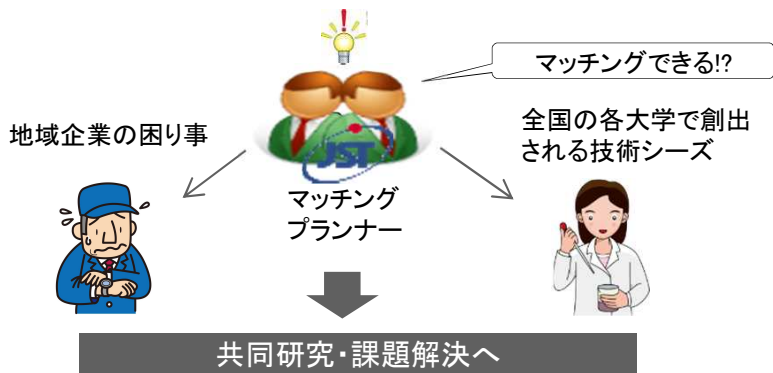 マッチングできる!?
地域企業の困り事
全国の各大学で創出
される技術シーズ
JST
マッチング
プランナー
共同研究・課題解決へ